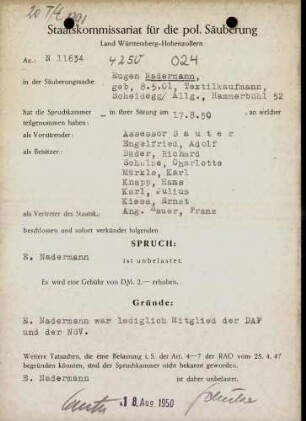 20 T/4 1091
Staatskommissariat für die pol. Säuberung
Land Württemberg-Hohenzollern
Az.: N 11634 4250 024
in der Säuberungssache
Eugen Nadermann,
geb, 8.5.01, Textilkaufmann,
Scheidegg/ Allg., Hammerbühl 52
hat die Spruchkammer in ihrer Sitzung am 17.8.50 , an welcher
teilgenommen haben:
als Vorsitzender: Assessor S a u t e r
als Beisitzer: Engelfried, Adolf
Bäder, Richard
Schulze, Charlotte
Märkle, Karl
Knapp, Hans
Karl, Julius
Kiess, Ernst
als Vertreter des Staatsk.: Ang. Bauer, Franz
beschlossen und sofort verkündet folgenden
SPRUCH:
E. Nadermann
ist unbelastet.
Es wird eine Gebühr von DM. 2.— erhoben.
Gründe:
E. Nadermann war lediglich Mitglied der DAF
und der NSV.
Weitere Tatsachen, die eine Belastung i. S. der Art. 4—7 der RAO vom 25. 4. 47
begründen könnten, sind der Spruchkammer nicht bekannt geworden.
E. Nadermann ist daher unbelastet.
18. Aug 1950